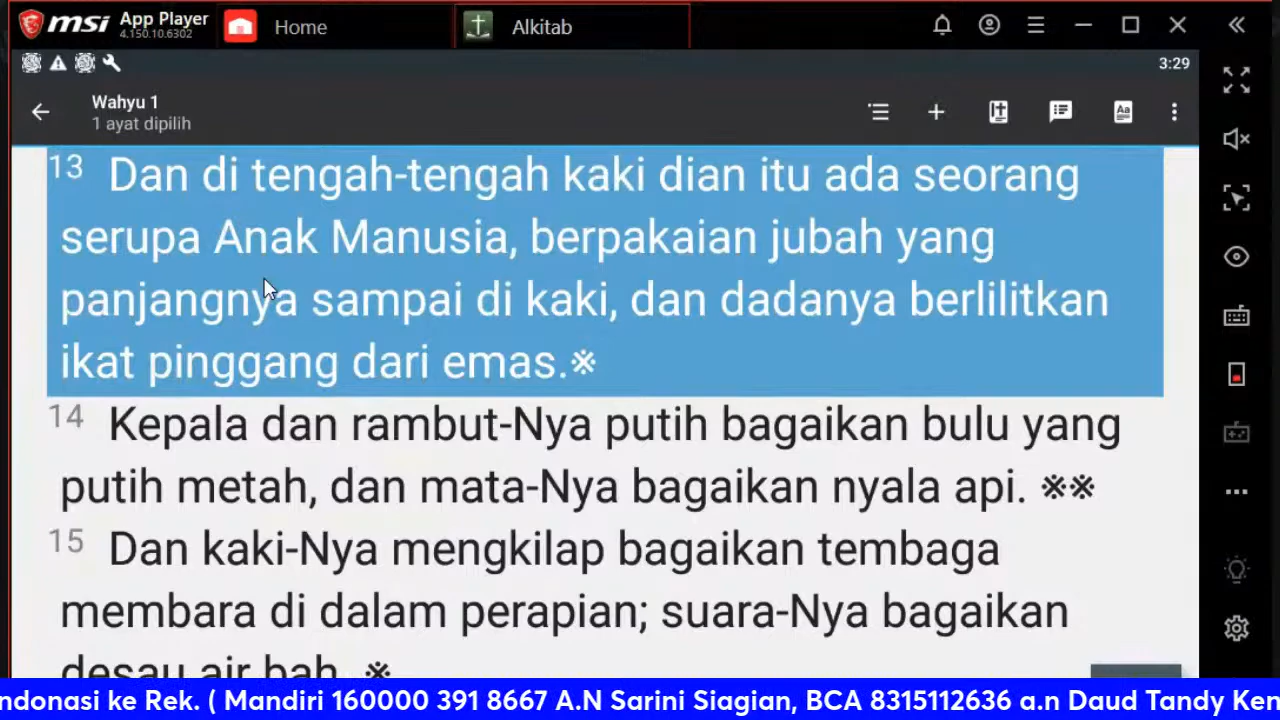 msi App Player
4.150.10.6302
Home
Alkitab
3:29
Wahyu 1
1 ayat dipilih
13 Dan di tengah-tengah kaki dian itu ada seorang
serupa Anak Manusia, berpakaian jubah yang
panjangnya sampai di kaki, dan dadanya berlilitkan
ikat pinggang dari emas.※
14 Kepala dan rambut-Nya putih bagaikan bulu yang
putih metah, dan mata-Nya bagaikan nyala api. ※※
15 Dan kaki-Nya mengkilap bagaikan tembaga
membara di dalam perapian; suara-Nya bagaikan
desau air bah. ※
ndonasi ke Rek. ( Mandiri 160000 391 8667 A.N Sarini Siagian, BCA 8315112636 a.n Daud Tandy Ken